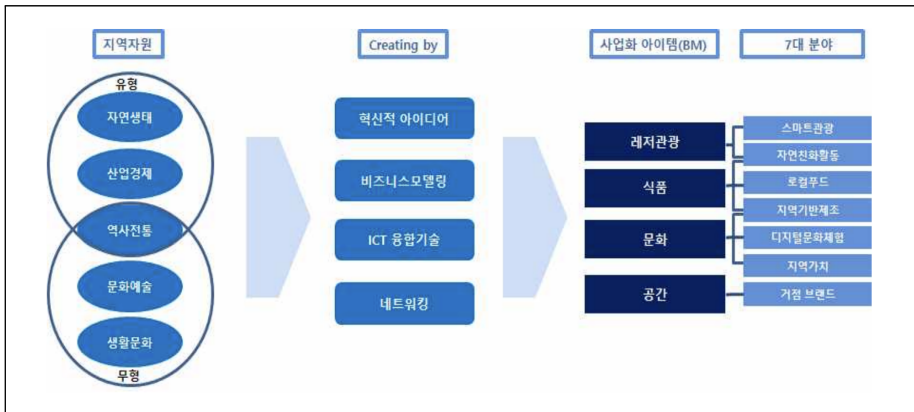 지역자원
유형
자연생태
산업경제
역사전통
문화예술
생활문화
무형
Creating by
혁신적 아이디어
비즈니스모델링
ICT 융합기술
네트워킹
사업화 아이템(BM)
레저관광
식품
문화
공간
7대 분야
스마트관광
자연친화활동
로컬푸드
지역기반제조
디지털문화체험
지역가치
거점 브랜드